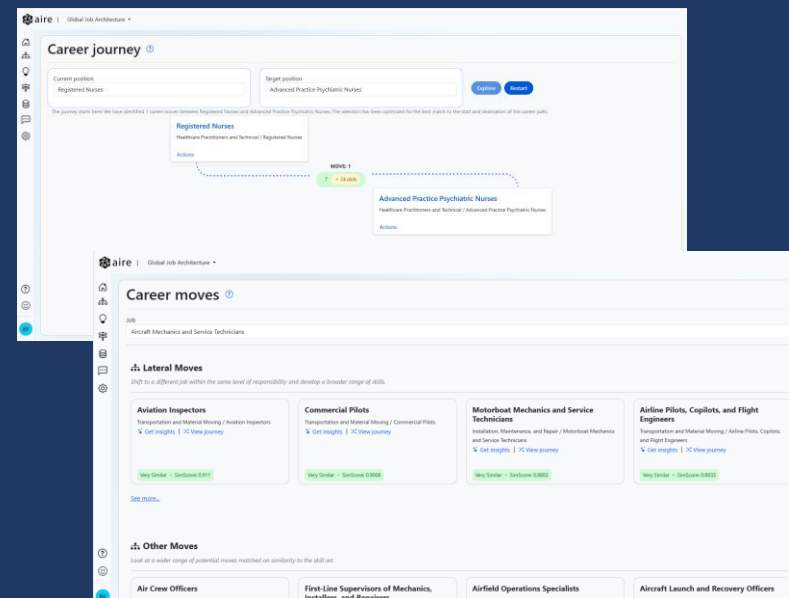 aire | Global Job Architecture
Career journey
Current position
Registered Nurses
Target position
Advanced Practice Psychiatric Nurses
Explore
Restart
The journey starts here! We have identified 1 career moves between Registered Nurses and Advanced Practice Psychiatric Nurses. The selection has been optimized for the best match to the start and destination of the career path.
Registered Nurses
Healthcare Practitioners and Technical / Registered Nurses
Actions
MOVE: 1
7 + 24 skills
Advanced Practice Psychiatric Nurses
Healthcare Practitioners and Technical / Advanced Practice Psychiatric Nurses
Actions
aire | Global Job Architecture
Career moves
Job
Aircraft Mechanics and Service Technicians
Lateral Moves
Shift to a different job within the same level of responsibility and develop a broader range of skills.
Aviation Inspectors
Transportation and Material Moving / Aviation Inspectors
Get insights | View journey
Very Similar - SimScore: 0.911
Commercial Pilots
Transportation and Material Moving / Commercial Pilots
Get insights | View journey
Very Similar - SimScore:
Motorboat Mechanics and Service
Technicians
Installation, Maintenance, and Repair / Motorboat Mechanics
and Service Technicians
Get insights | View journey
Very Similar - SimScore:
Airline Pilots, Copilots, and Flight
Engineers
Transportation and Material Moving / Airline Pilots, Copilots,
and Flight Engineers
Get insights | View journey
Very Similar - SimScore:
See more...
Other Moves
Look at a wider range of potential moves matched on similarity to the skill set.
Air Crew Officers
First-Line Supervisors of Mechanics,
Installers, and Repairers
Airfield Operations Specialists
Aircraft Launch and Recovery Officers